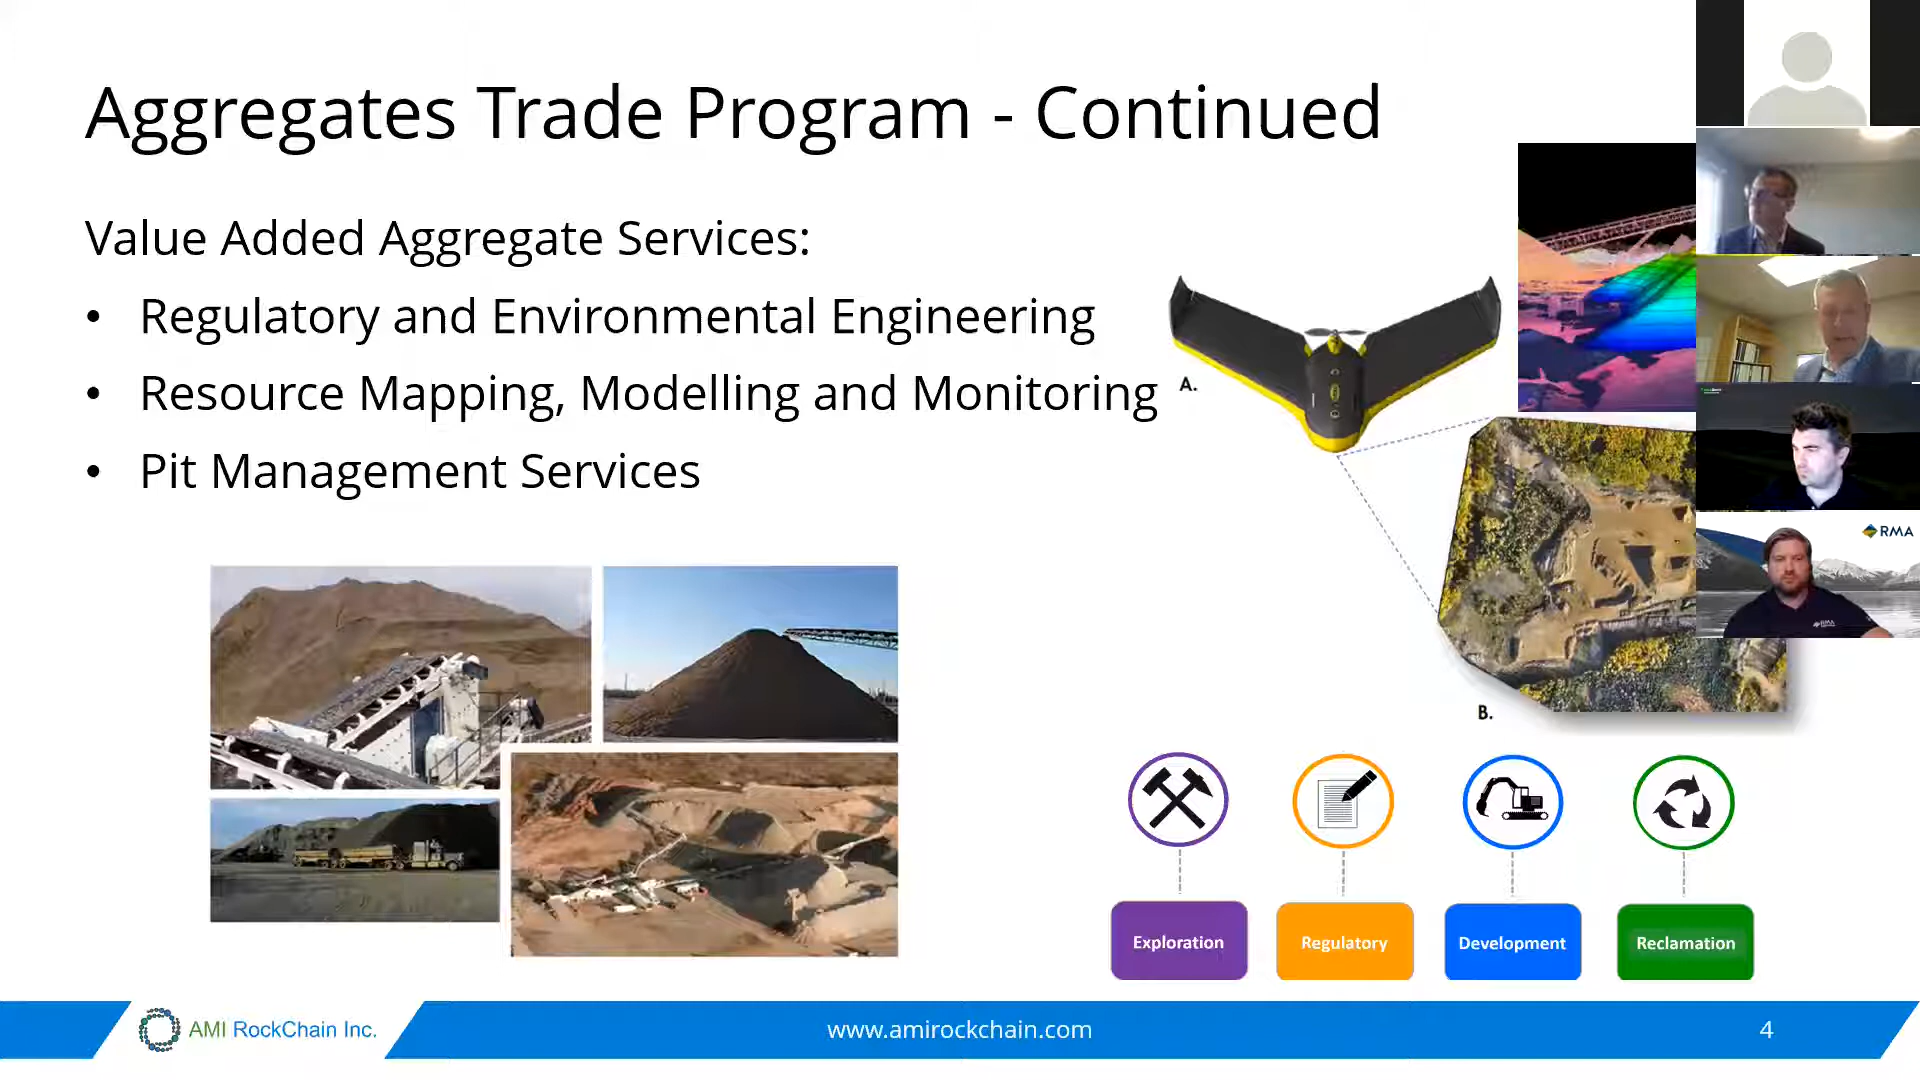 Aggregates Trade Program - Continued
Value Added Aggregate Services:
• Regulatory and Environmental Engineering
• Resource Mapping, Modelling and Monitoring
• Pit Management Services
A.
B.
RMA
RMA
Exploration
Regulatory
Development
Reclamation
AMI RockChain Inc.
www.amirockchain.com
4